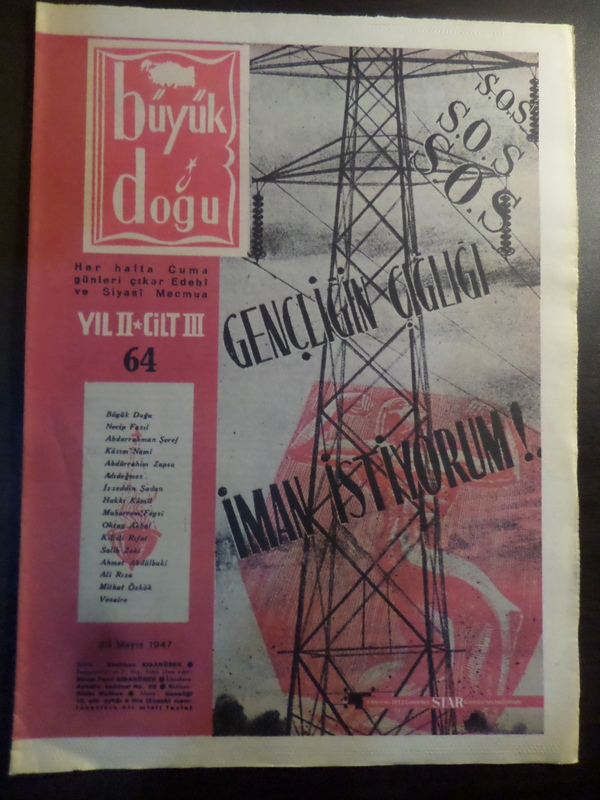 büyük
doğu
Her hafta Cuma
günleri çıkar Edebî
ve Siyasî Mecmua
YIL II★CİLT III
64
Büyük Doğu
Necip Fazıl
Abdurrahman Şeref
Kâzım Nami
Abdürrahim Zapsu
Adıdeğmez
İzzeddin Şadan
Hakkı Kâmil
Muharrem Feyzi
Oktay Akbal
Kilisli Rifat
Salih Zeki
Ahmet Abdülbaki
Ali Rıza
Mithat Özkök
Vesaire
23 Mayıs 1947
S.O.S
S.O.S
S.O.S
GENÇLİĞİN ÇIĞLIĞI
İMAN İSTİYORUM!..
STAR